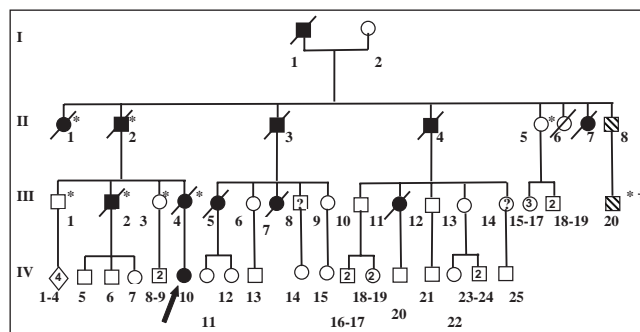 I
1 2
II
* * *
1 2 3 4 5 6 7 8
III
* * * * ? ? 3 2 * -
1 2 3 4 5 6 7 8 9 10 11 12 13 14 15-17 18-19 20
IV
4 2 2 2 2
1-4 5 6 7 8-9 10 12 13 14 15 18-19 21 23-24 25
11 16-17 20 22